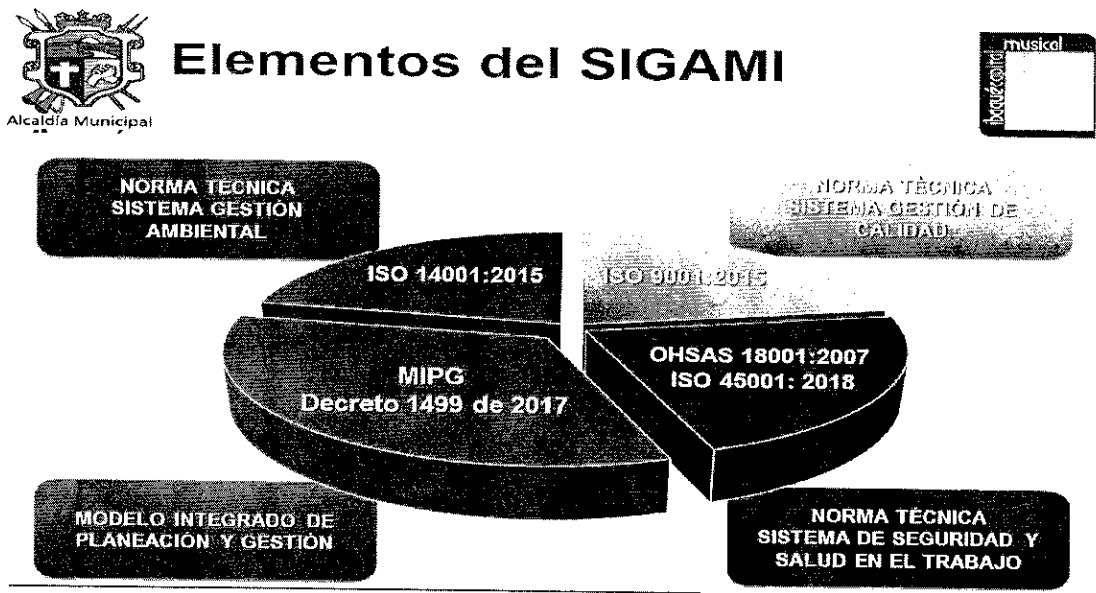 Elementos del SIGAMI
Alcaldía Municipal
musical
NORMA TÉCNICA
SISTEMA GESTIÓN
AMBIENTAL
NORMA TÉCNICA
SISTEMA GESTIÓN DE
CALIDAD
ISO 14001:2015
ISO 9001:2015
OHSAS 18001:2007
ISO 45001: 2018
MIPG
Decreto 1499 de 2017
MODELO INTEGRADO DE
PLANEACIÓN Y GESTIÓN
NORMA TÉCNICA
SISTEMA DE SEGURIDAD Y
SALUD EN EL TRABAJO